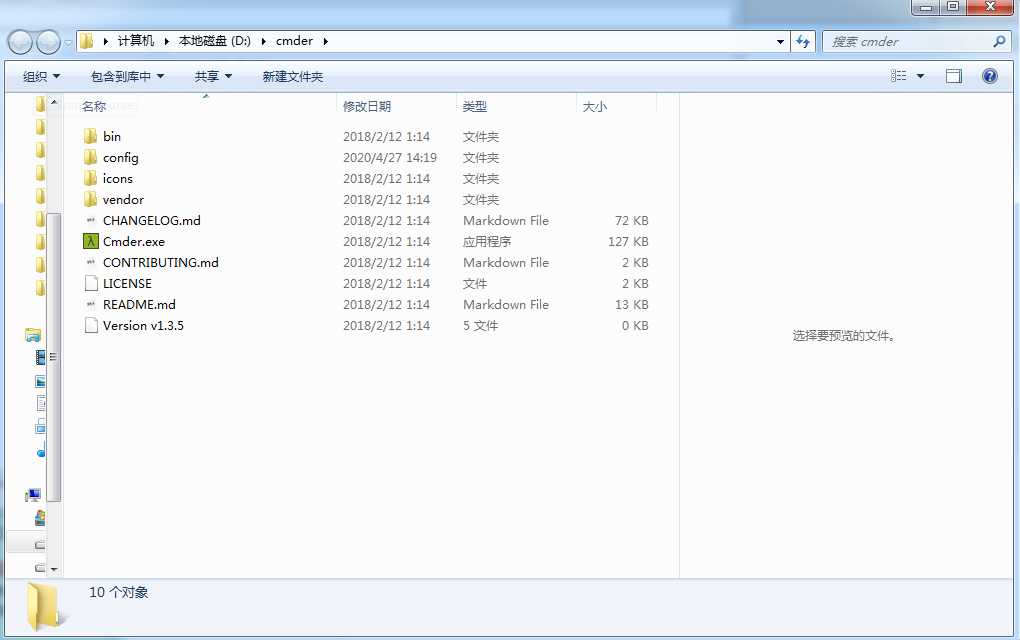 计算机 本地磁盘 (D:) cmder
搜索 cmder
组织 包含到库中 共享 新建文件夹
名称 修改日期 类型 大小
bin 2018/2/12 1:14 文件夹
config 2020/4/27 14:19 文件夹
icons 2018/2/12 1:14 文件夹
vendor 2018/2/12 1:14 文件夹
CHANGELOG.md 2018/2/12 1:14 Markdown File 72 KB
Cmder.exe 2018/2/12 1:14 应用程序 127 KB
CONTRIBUTING.md 2018/2/12 1:14 Markdown File 2 KB
LICENSE 2018/2/12 1:14 文件 2 KB
README.md 2018/2/12 1:14 Markdown File 13 KB
Version v1.3.5 2018/2/12 1:14 5 文件 0 KB
选择要预览的文件。
10 个对象